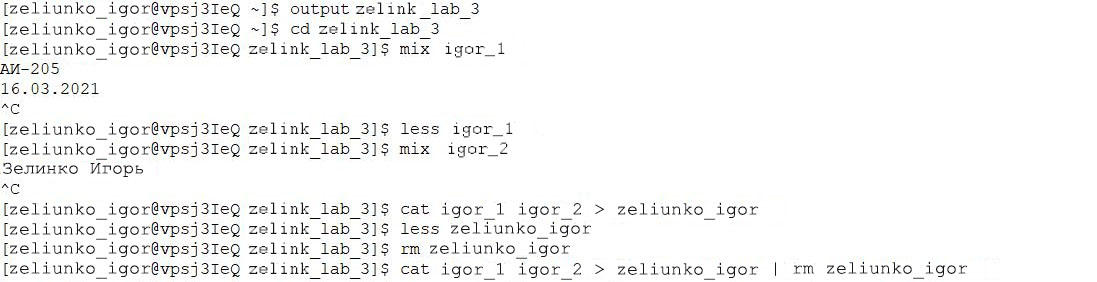 [zeliunko_igor@vpsj3IeQ ~]$ output zelink_lab_3
[zeliunko_igor@vpsj3IeQ ~]$ cd zelink_lab_3
[zeliunko_igor@vpsj3IeQ zelink_lab_3]$ mix igor_1
АИ-205
16.03.2021
^C
[zeliunko_igor@vpsj3IeQ zelink_lab_3]$ less igor_1
[zeliunko_igor@vpsj3IeQ zelink_lab_3]$ mix igor_2
Зелинко Игорь
^C
[zeliunko_igor@vpsj3IeQ zelink_lab_3]$ cat igor_1 igor_2 > zeliunko_igor
[zeliunko_igor@vpsj3IeQ zelink_lab_3]$ less zeliunko_igor
[zeliunko_igor@vpsj3IeQ zelink_lab_3]$ rm zeliunko_igor
[zeliunko_igor@vpsj3IeQ zelink_lab_3]$ cat igor_1 igor_2 > zeliunko_igor | rm zeliunko_igor